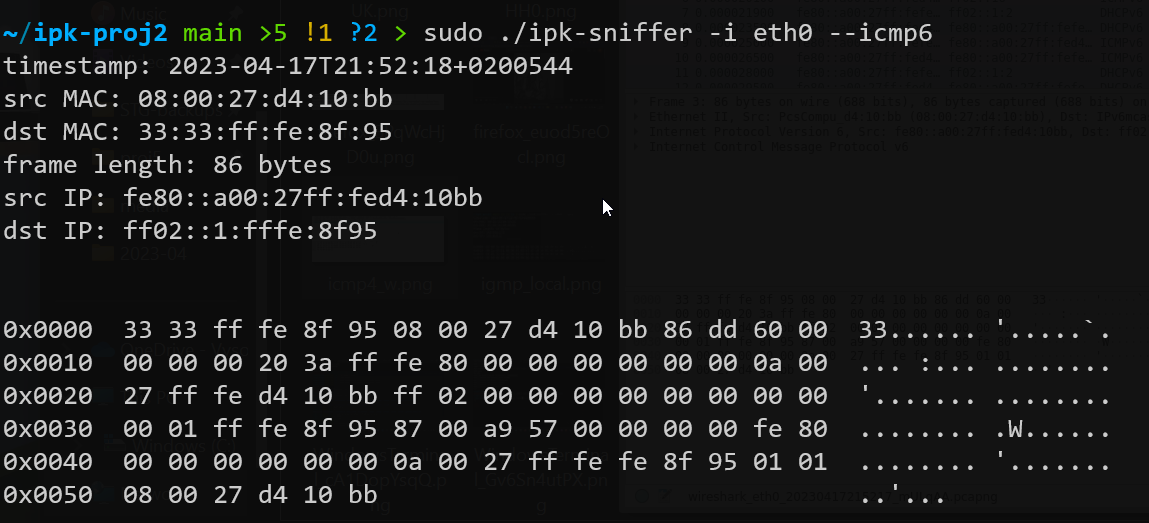 ~/ipk-proj2 main >5 !1 ?2 > sudo ./ipk-sniffer -i eth0 --icmp6
timestamp: 2023-04-17T21:52:18+0200544
src MAC: 08:00:27:d4:10:bb
dst MAC: 33:33:ff:fe:8f:95
frame length: 86 bytes
src IP: fe80::a00:27ff:fed4:10bb
dst IP: ff02::1:fffe:8f95
2023-04
icmp4_w.png igmp_local.png
0x0000  33 33 ff fe 8f 95 08 00 27 d4 10 bb 86 dd 60 00  33...... '.....`.
0x0010  00 00 00 20 3a ff fe 80 00 00 00 00 00 00 0a 00  ... :... ........
0x0020  27 ff fe d4 10 bb ff 02 00 00 00 00 00 00 00 00  '....... ........
0x0030  00 01 ff fe 8f 95 87 00 a9 57 00 00 00 00 fe 80  ........ .W......
0x0040  00 00 00 00 00 00 0a 00 27 ff fe fe 8f 95 01 01  ........ '.......
0x0050  08 00 27 d4 10 bb  ..'...